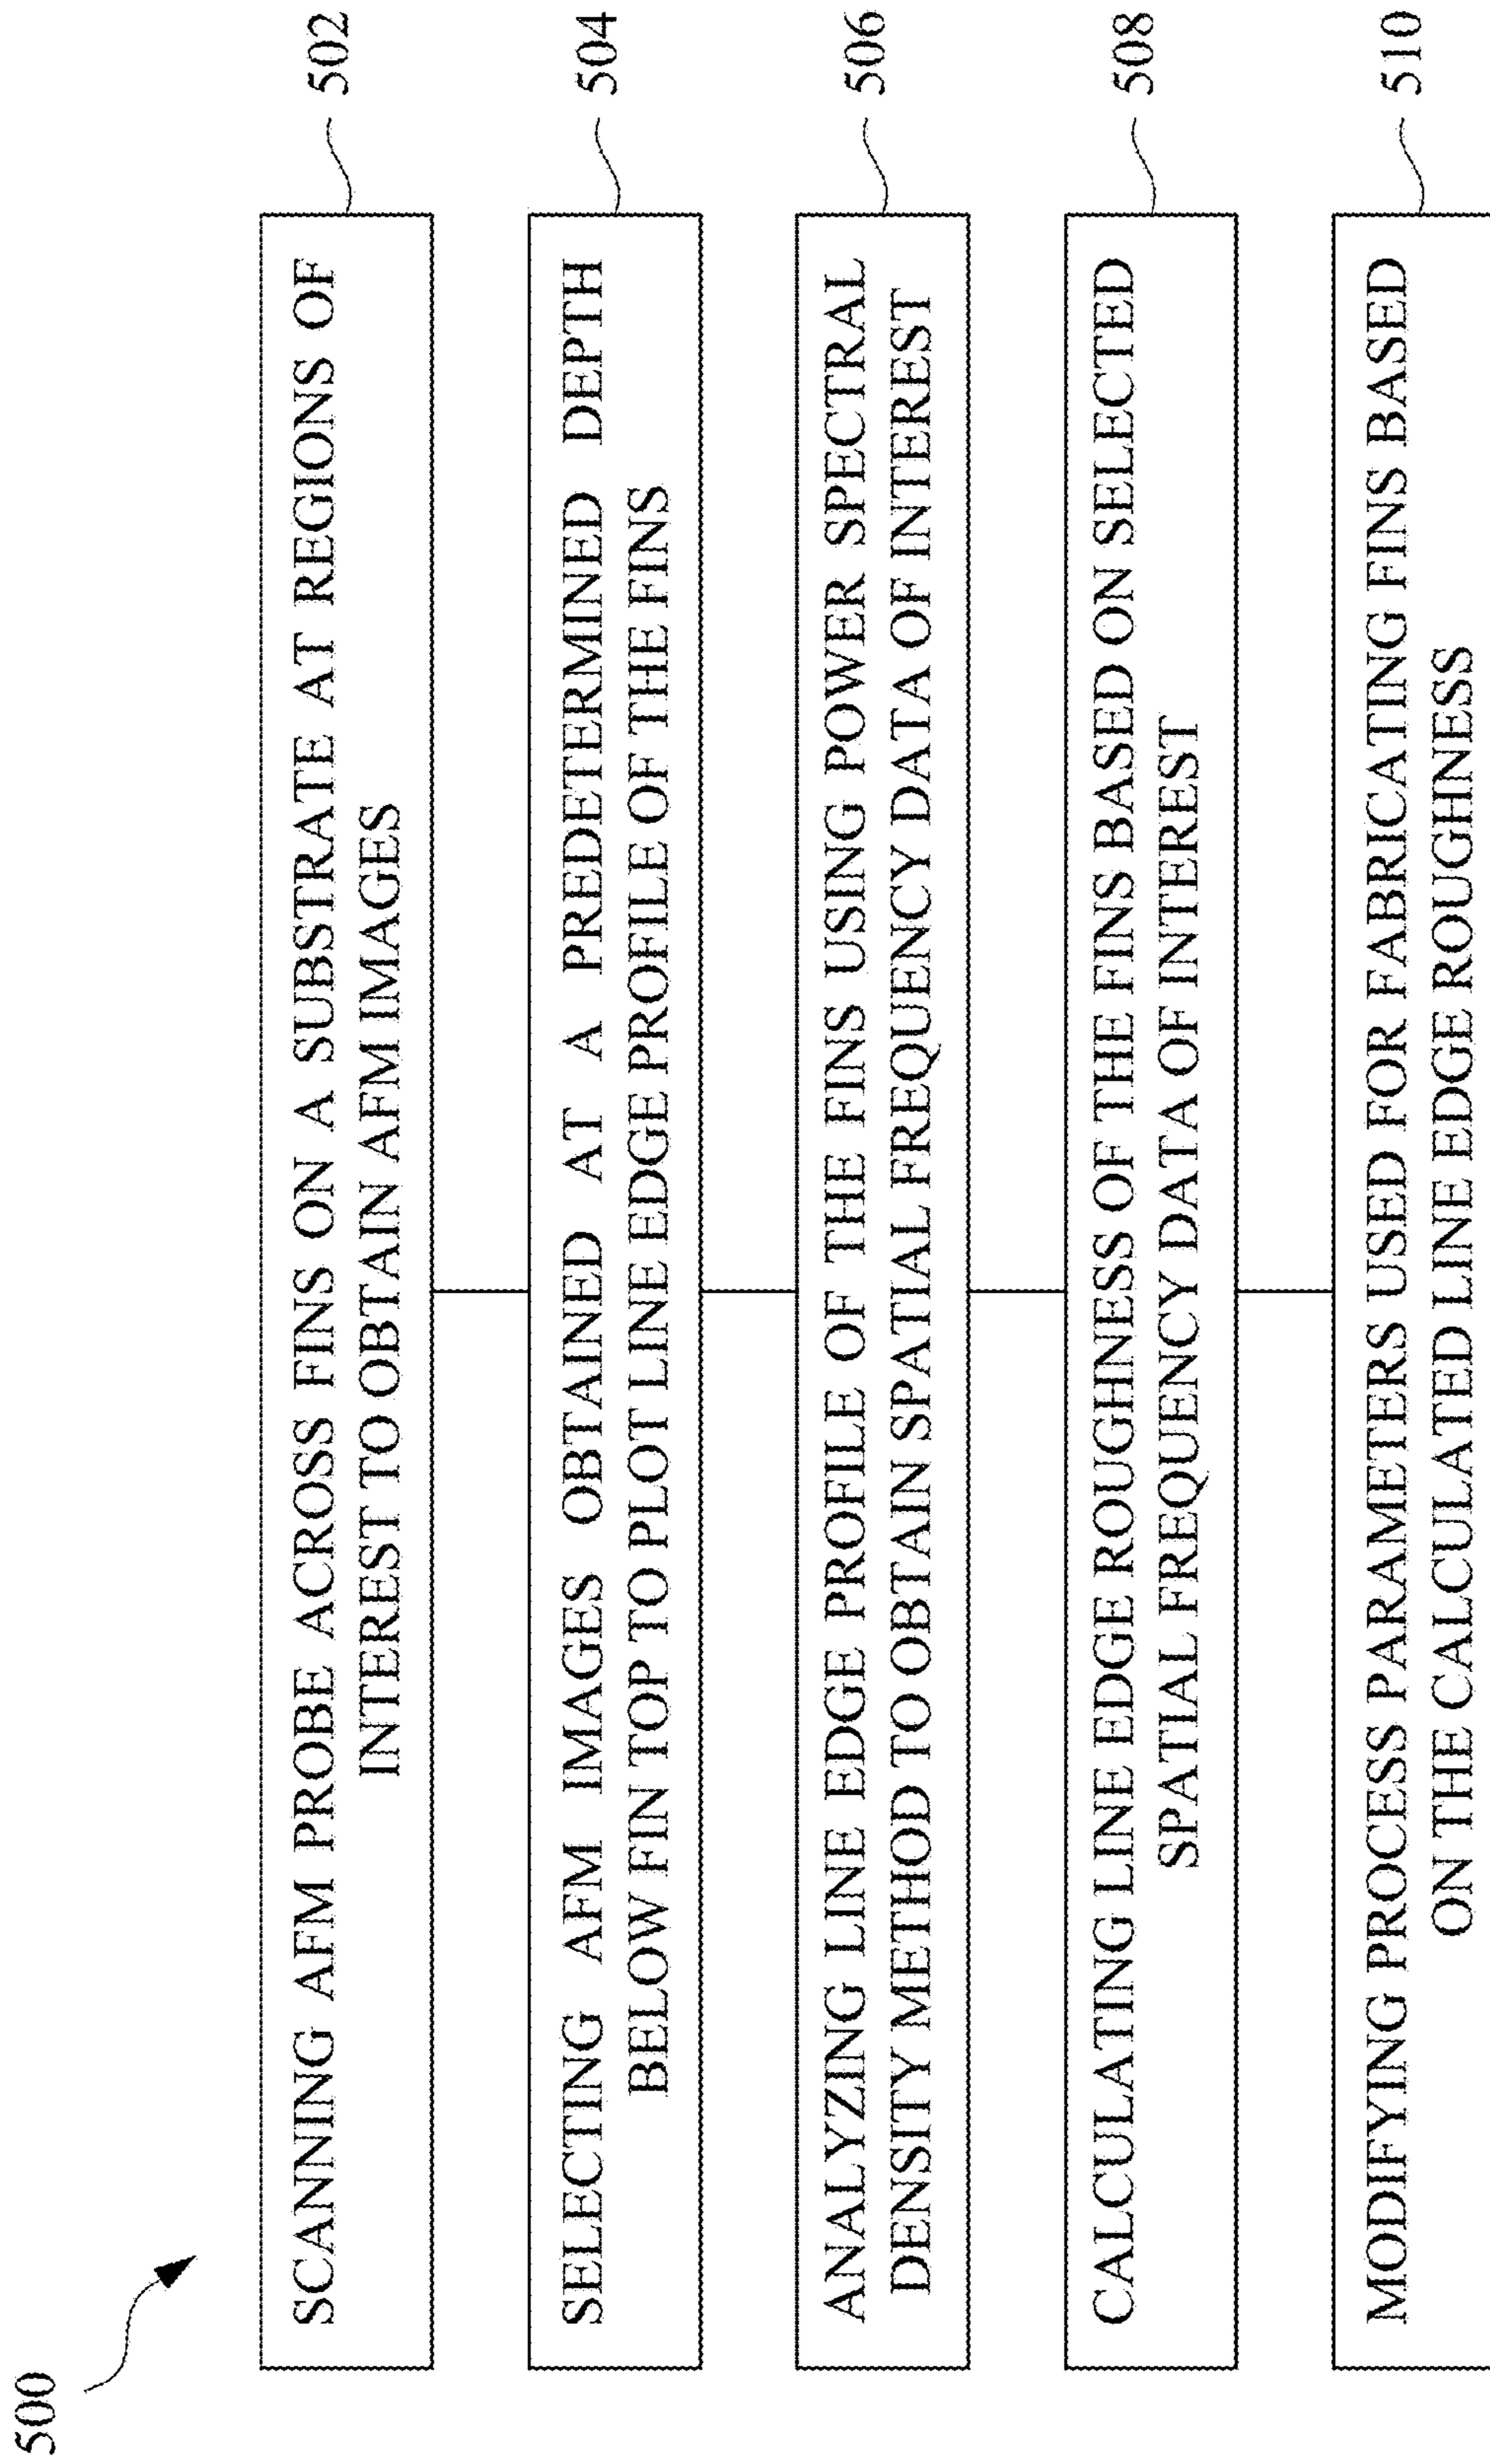 500
SCANNING AFM PROBE ACROSS FINS ON A SUBSTRATE AT REGIONS OF
INTEREST TO OBTAIN AFM IMAGES
502
SELECTING AFM IMAGES OBTAINED AT A PREDETERMINED DEPTH
BELOW FIN TOP TO PLOT LINE EDGE PROFILE OF THE FINS
504
ANALYZING LINE EDGE PROFILE OF THE FINS USING POWER SPECTRAL
DENSITY METHOD TO OBTAIN SPATIAL FREQUENCY DATA OF INTEREST
506
CALCULATING LINE EDGE ROUGHNESS OF THE FINS BASED ON SELECTED
SPATIAL FREQUENCY DATA OF INTEREST
508
MODIFYING PROCESS PARAMETERS USED FOR FABRICATING FINS BASED
ON THE CALCULATED LINE EDGE ROUGHNESS
510